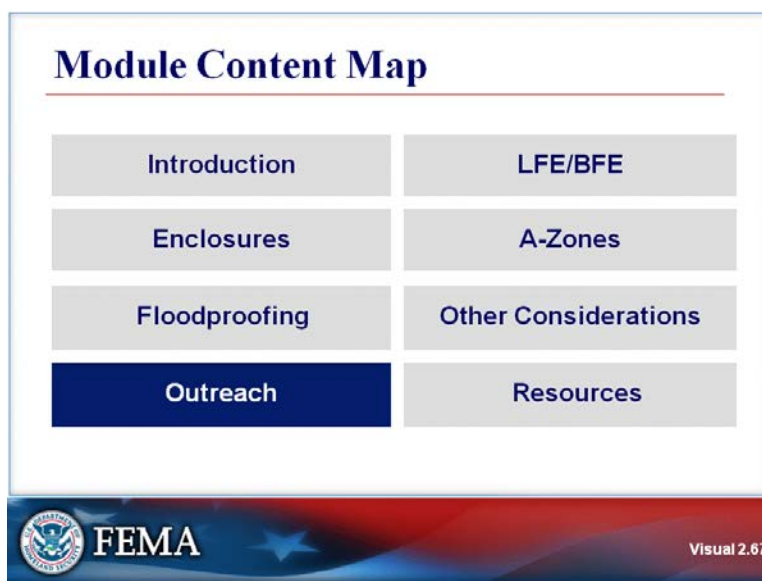 Module Content Map
Introduction
LFE/BFE
Enclosures
A-Zones
Floodproofing
Other Considerations
Outreach
Resources
FEMA
Visual 2.67